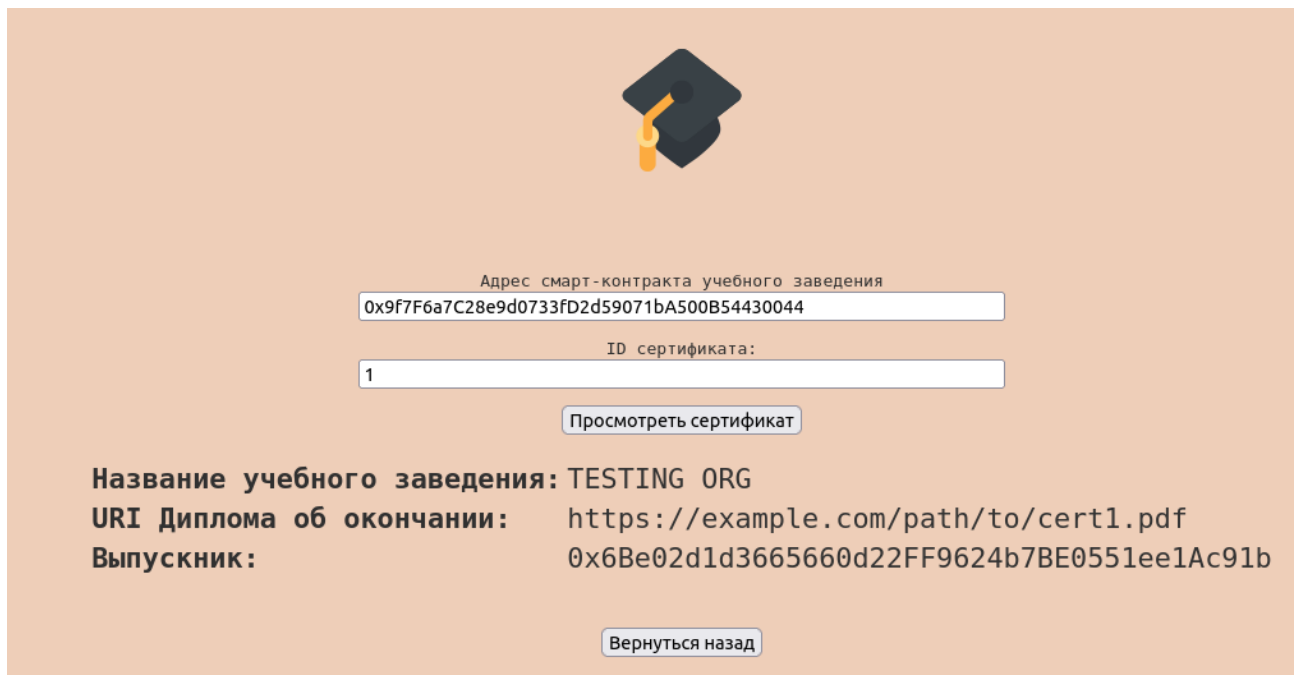 Адрес смарт-контракта учебного заведения
0x9f7F6a7C28e9d0733fD2d59071bA500B54430044
ID сертификата:
1
Просмотреть сертификат
Название учебного заведения: TESTING ORG
URI Диплома об окончании: https://example.com/path/to/cert1.pdf
Выпускник: 0x6Be02d1d3665660d22FF9624b7BE0551ee1Ac91b
Вернуться назад